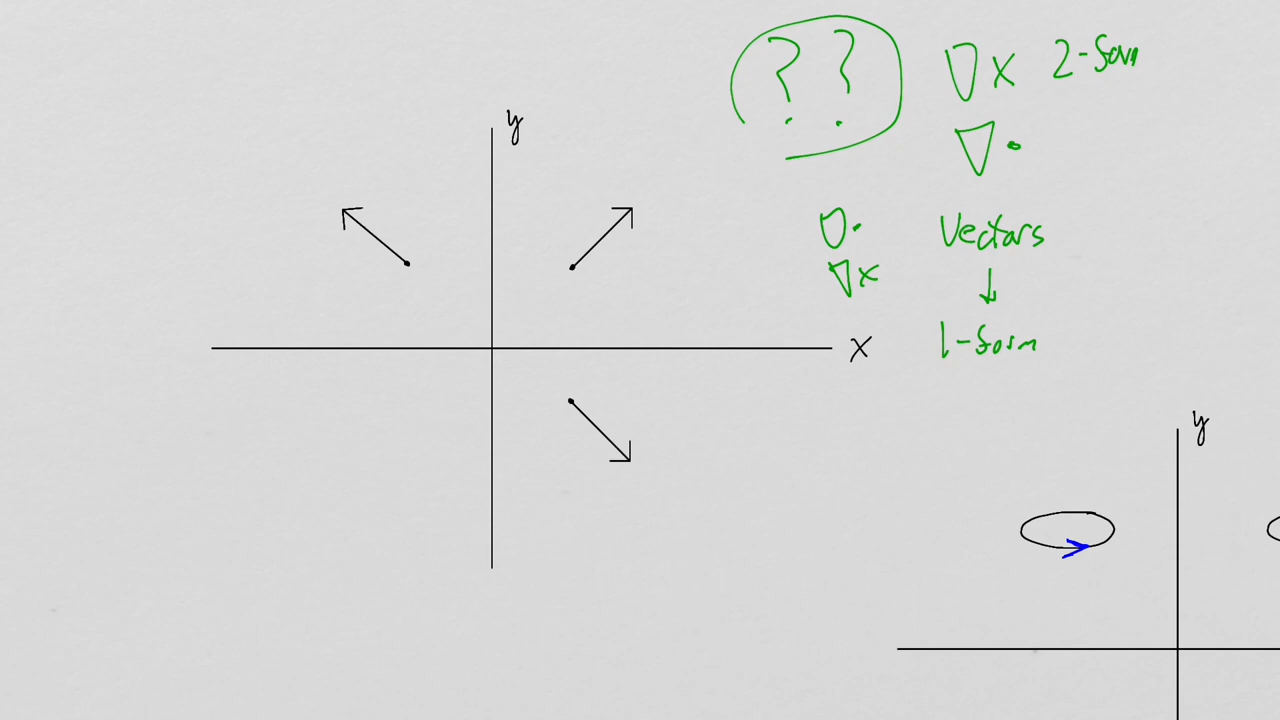 ? ? ∇× 2-form
∇·
y
∇· Vectors
∇×
↓
1-form
x
y